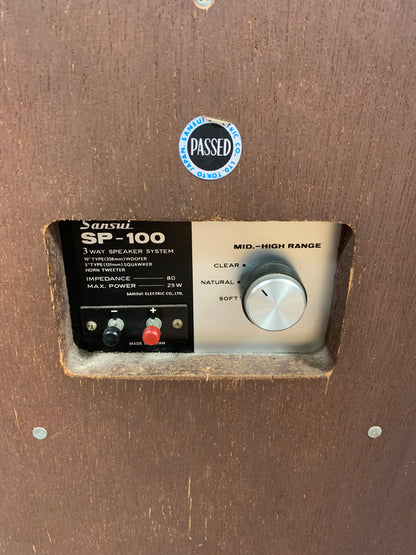 SANSUI ELECTRIC CO., LTD TOKYO JAPAN.
PASSED
Sansui
SP-100
3 WAY SPEAKER SYSTEM
10"TYPE(258mm)WOOFER
5"TYPE(131mm)SQUAWKER
HORN TWEETER
IMPEDANCE 8Ω
MAX. POWER 25W
SANSUI ELECTRIC CO., LTD.
− +
MADE IN JAPAN
MID.-HIGH RANGE
CLEAR
NATURAL
SOFT